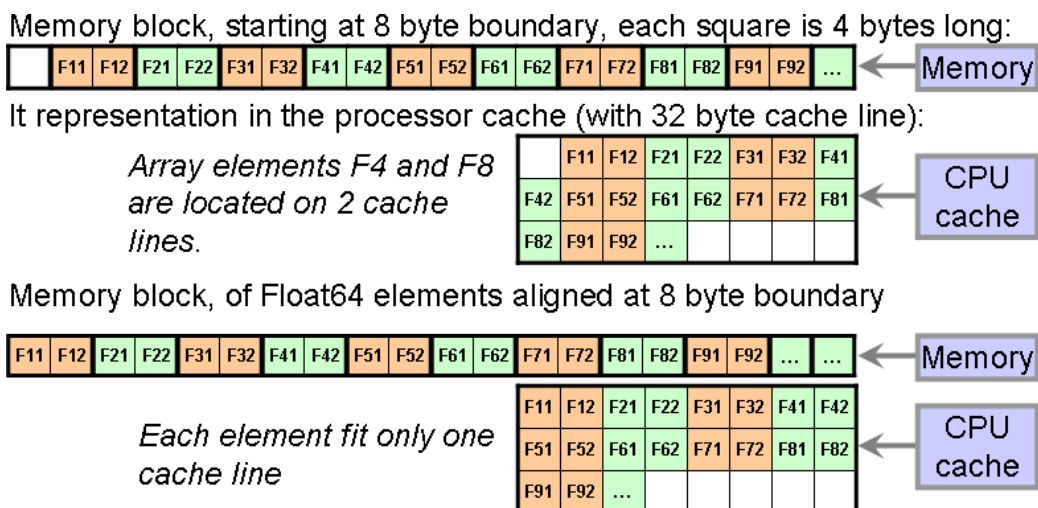 Memory block, starting at 8 byte boundary, each square is 4 bytes long:
F11 F12 F21 F22 F31 F32 F41 F42 F51 F52 F61 F62 F71 F72 F81 F82 F91 F92 ...
Memory
It representation in the processor cache (with 32 byte cache line):
Array elements F4 and F8
are located on 2 cache
lines.
F11 F12 F21 F22 F31 F32 F41
F42 F51 F52 F61 F62 F71 F72 F81
F82 F91 F92 ...
CPU
cache
Memory block, of Float64 elements aligned at 8 byte boundary
F11 F12 F21 F22 F31 F32 F41 F42 F51 F52 F61 F62 F71 F72 F81 F82 F91 F92 ... ...
Memory
Each element fit only one
cache line
F11 F12 F21 F22 F31 F32 F41 F42
F51 F52 F61 F62 F71 F72 F81 F82
F91 F92 ...
CPU
cache